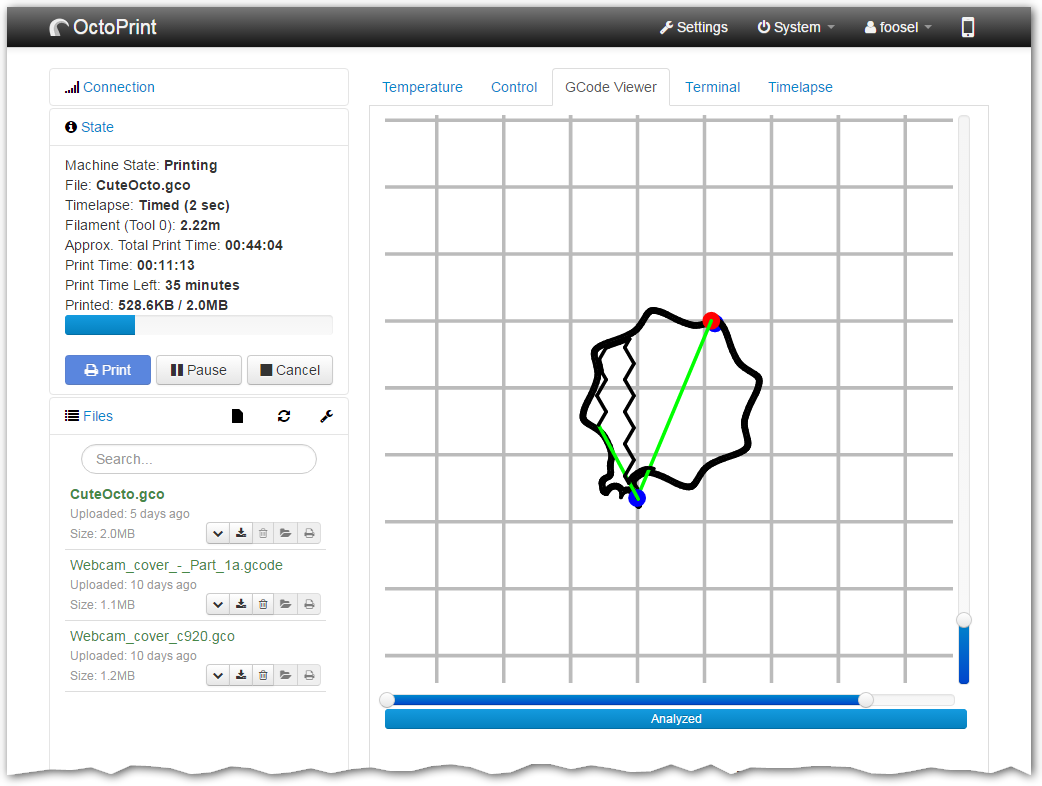 OctoPrint
Settings
System
foosel
Connection
State
Machine State: Printing
File: CuteOcto.gco
Timelapse: Timed (2 sec)
Filament (Tool 0): 2.22m
Approx. Total Print Time: 00:44:04
Print Time: 00:11:13
Print Time Left: 35 minutes
Printed: 528.6KB / 2.0MB
Print
Pause
Cancel
Files
Search...
CuteOcto.gco
Uploaded: 5 days ago
Size: 2.0MB
Webcam_cover_-_Part_1a.gcode
Uploaded: 10 days ago
Size: 1.1MB
Webcam_cover_c920.gco
Uploaded: 10 days ago
Size: 1.2MB
Temperature
Control
GCode Viewer
Terminal
Timelapse
Analyzed